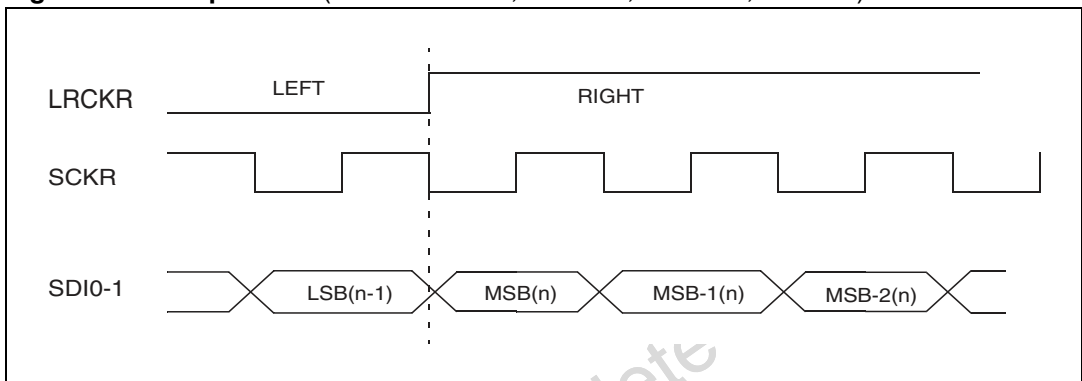 LRCKR
LEFT
RIGHT
SCKR
SDI0-1
LSB(n-1)
MSB(n)
MSB-1(n)
MSB-2(n)